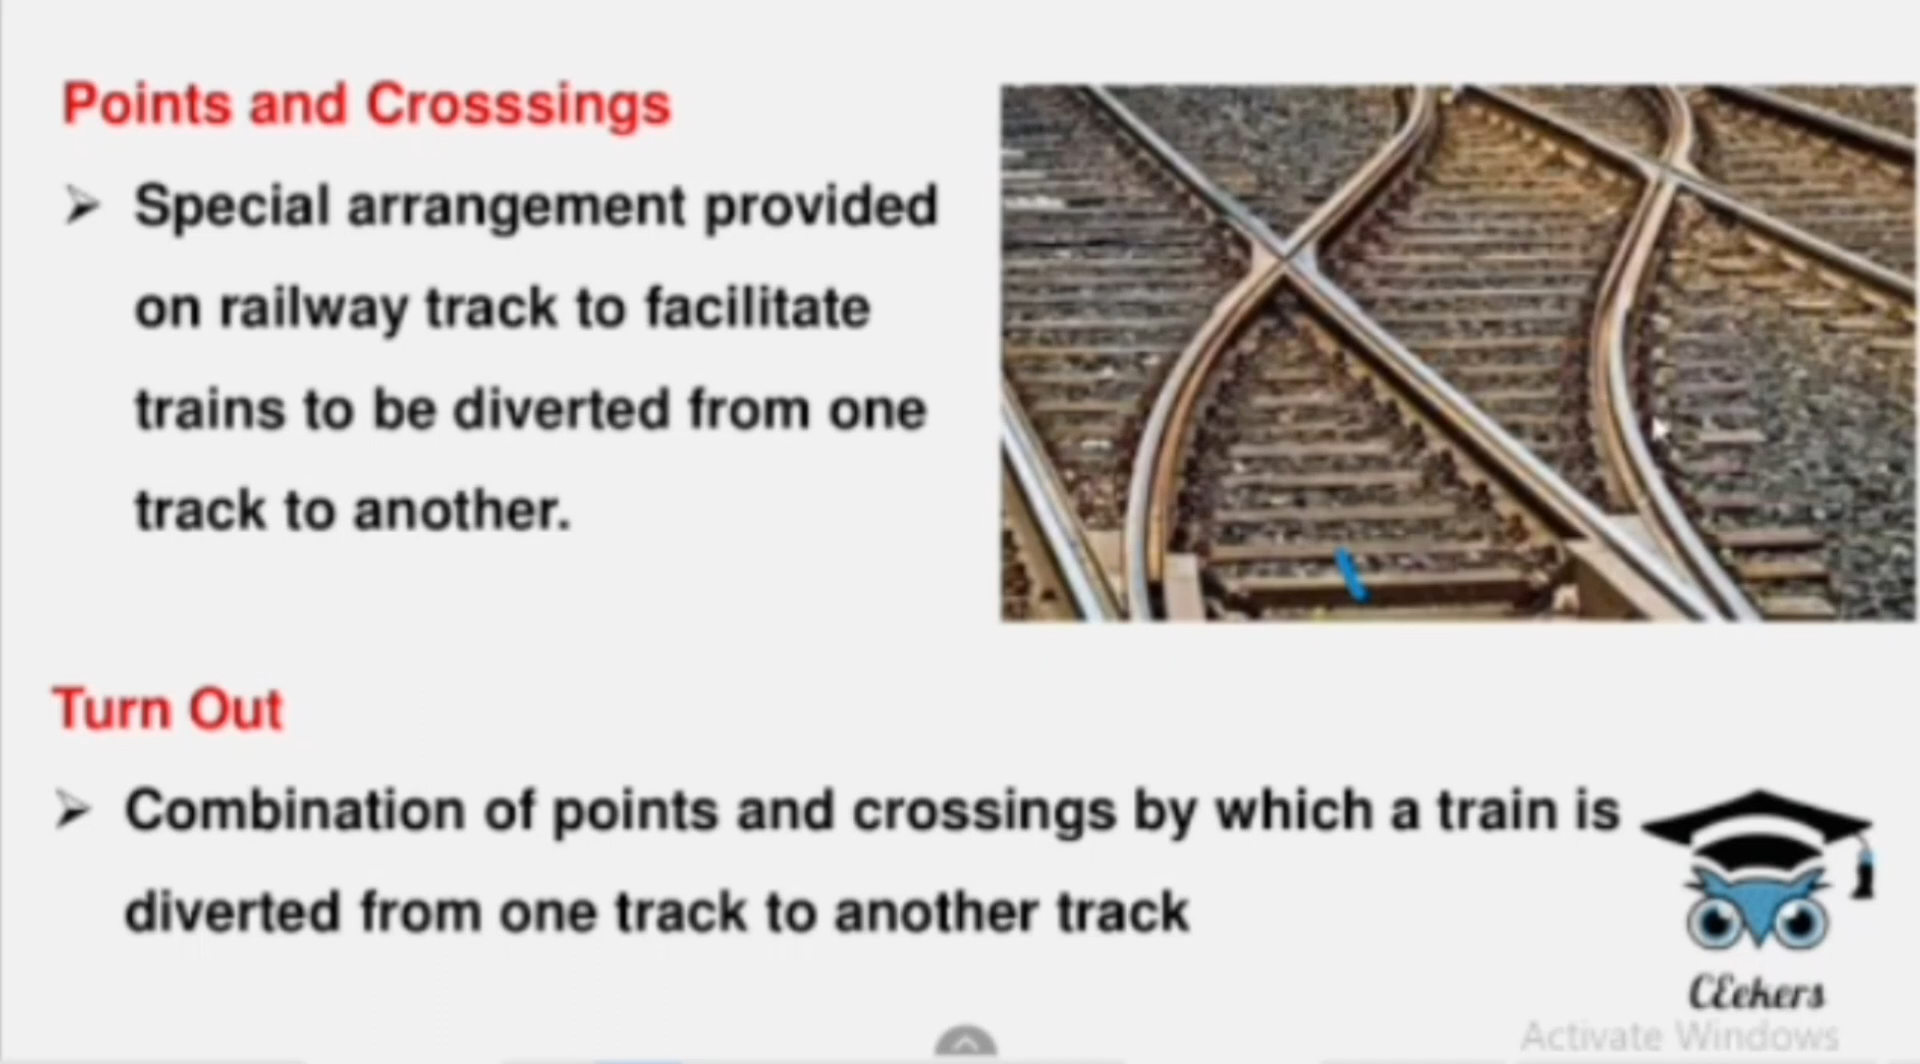 Points and Crosssings
➢ Special arrangement provided
on railway track to facilitate
trains to be diverted from one
track to another.
Turn Out
➢ Combination of points and crossings by which a train is
diverted from one track to another track
CEekers
Activate Windows